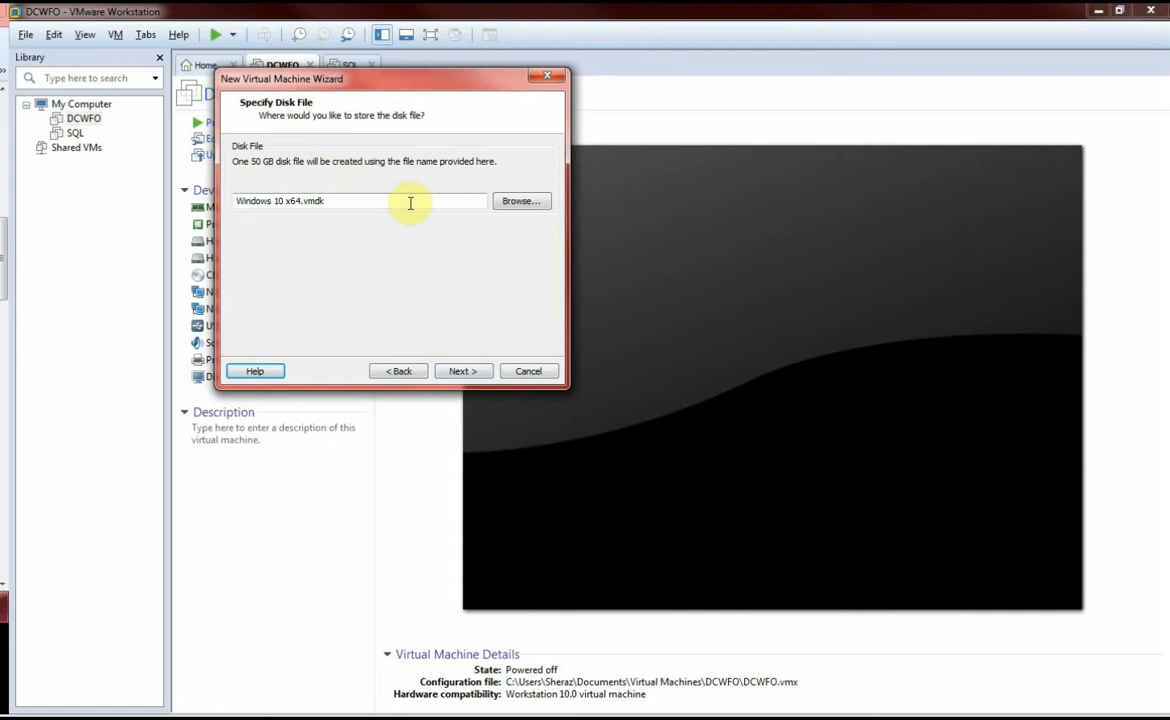 DCWFO - VMware Workstation
File Edit View VM Tabs Help
Library
Type here to search
My Computer
DCWFO
SQL
Shared VMs
Home DCWFO SQL
New Virtual Machine Wizard
Specify Disk File
Where would you like to store the disk file?
Disk File
One 50 GB disk file will be created using the file name provided here.
Windows 10 x64.vmdk Browse...
Help < Back Next > Cancel
Description
Type here to enter a description of this
virtual machine.
Virtual Machine Details
State: Powered off
Configuration file: C:\Users\Sheraz\Documents\Virtual Machines\DCWFO\DCWFO.vmx
Hardware compatibility: Workstation 10.0 virtual machine